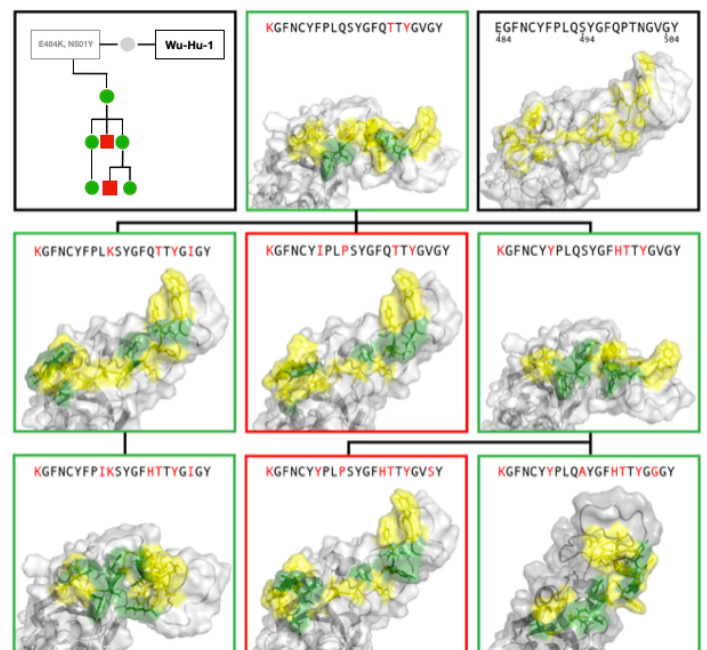 E484K, N501Y
Wu-Hu-1
KGFNCYFPLQSYGFQTTYGVGY
EGFNCYFPLQSYGFQPTNGVGY
484 494 504
KGFNCYFPLKSYGFQTTYGIGY
KGFNCYIPLPSYGFQTTYGVGY
KGFNCYYPLQSYGFHTTYGVGY
KGFNCYFPIKSYGFHTTYGIGY
KGFNCYYPLPSYGFHTTYGVSY
KGFNCYYPLQAYGFHTTYGGGY